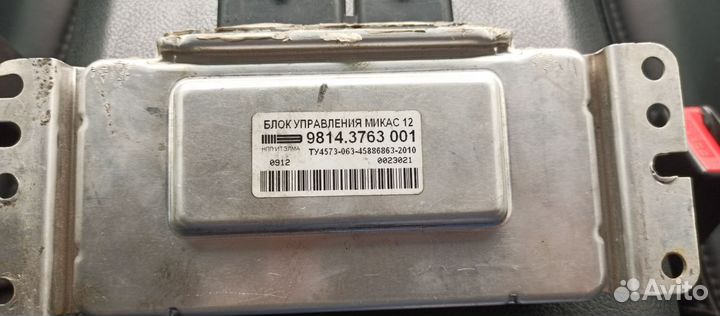 БЛОК УПРАВЛЕНИЯ МИКАС 12
9814.3763 001
НПП ИТЭЛМА
ТУ4573-063-45886863-2010
0912 0023021
Avito